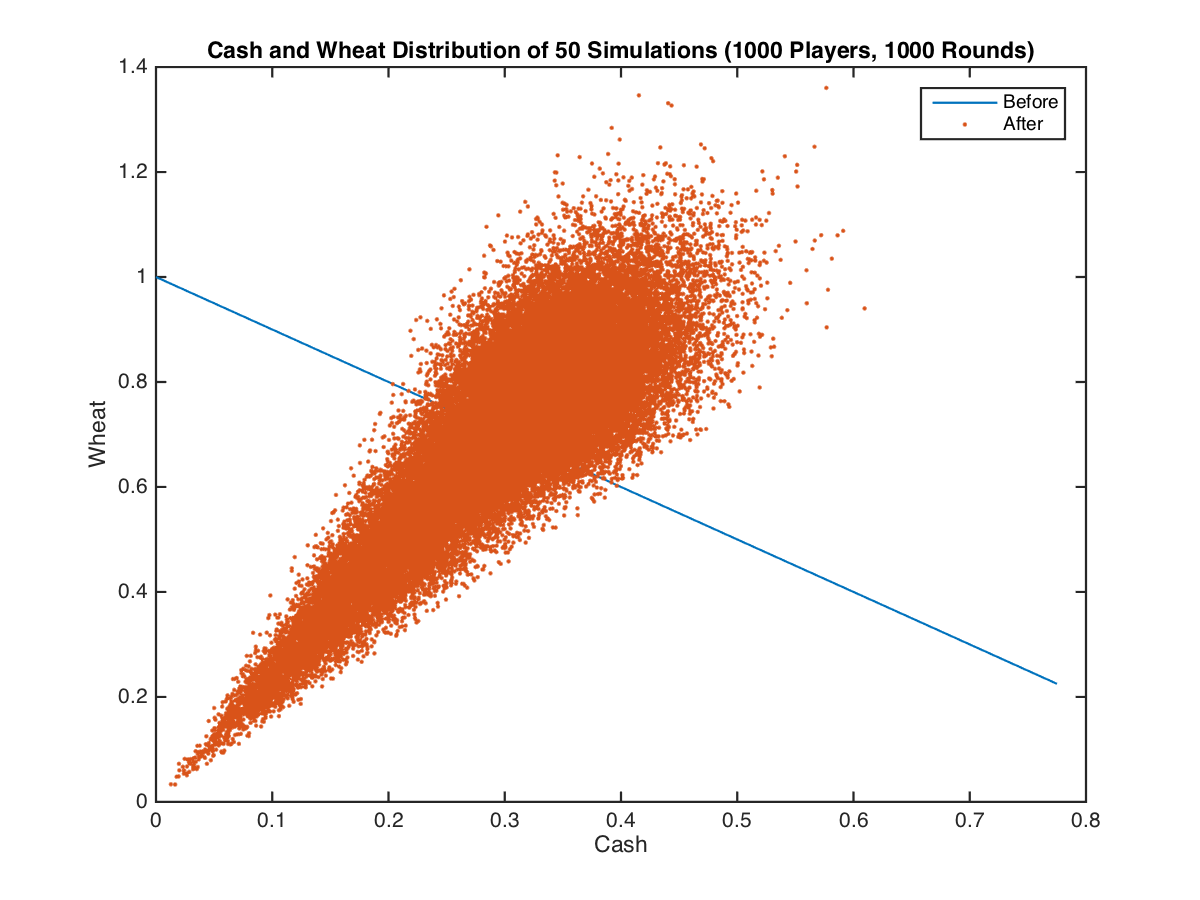 Cash and Wheat Distribution of 50 Simulations (1000 Players, 1000 Rounds)
1.4
1.2
1
0.8
0.6
0.4
0.2
0
Wheat
Before
After
0 0.1 0.2 0.3 0.4 0.5 0.6 0.7 0.8
Cash